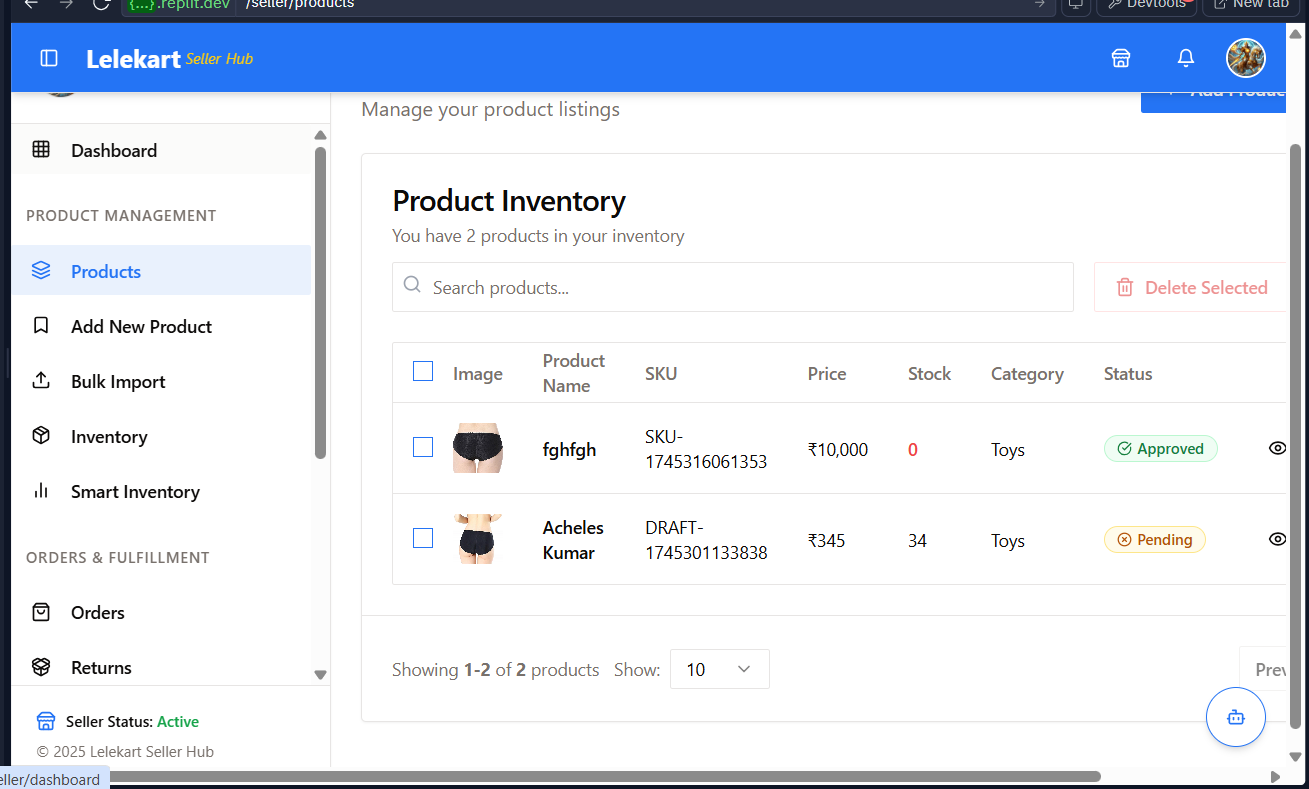 {...}.replit.dev /seller/products
Devtools
New tab
Lelekart Seller Hub
Manage your product listings
Dashboard
PRODUCT MANAGEMENT
Products
Add New Product
Bulk Import
Inventory
Smart Inventory
ORDERS & FULFILLMENT
Orders
Returns
Seller Status: Active
© 2025 Lelekart Seller Hub
eller/dashboard
+ Add Produc
Product Inventory
You have 2 products in your inventory
Search products...
Delete Selected
Image
Product
Name
SKU
Price
Stock
Category
Status
fghfgh
SKU-
1745316061353
₹10,000
0
Toys
Approved
Acheles
Kumar
DRAFT-
1745301133838
₹345
34
Toys
Pending
Showing 1-2 of 2 products Show: 10
Prev